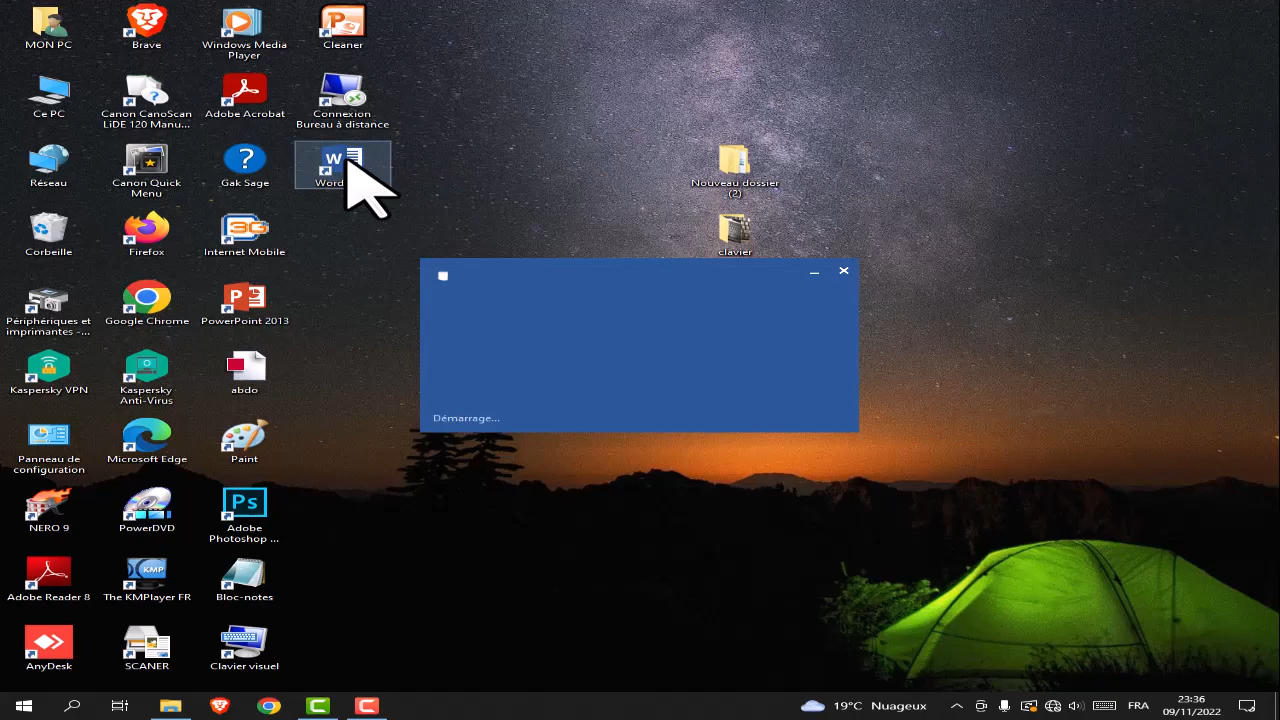 MON PC
Brave
Windows Media
Player
Cleaner
Ce PC
Canon CanoScan
LiDE 120 Manu...
Adobe Acrobat
Connexion
Bureau à distance
Réseau
Canon Quick
Menu
Gak Sage
Word
Nouveau dossier
(2)
Corbeille
Firefox
Internet Mobile
clavier
Périphériques et
imprimantes -...
Google Chrome
PowerPoint 2013
Démarrage...
Kaspersky VPN
Kaspersky
Anti-Virus
abdo
Panneau de
configuration
Microsoft Edge
Paint
NERO 9
PowerDVD
Adobe
Photoshop ...
Adobe Reader 8
The KMPlayer FR
Bloc-notes
AnyDesk
SCANER
Clavier visuel
19°C Nuageux
FRA
23:36
09/11/2022